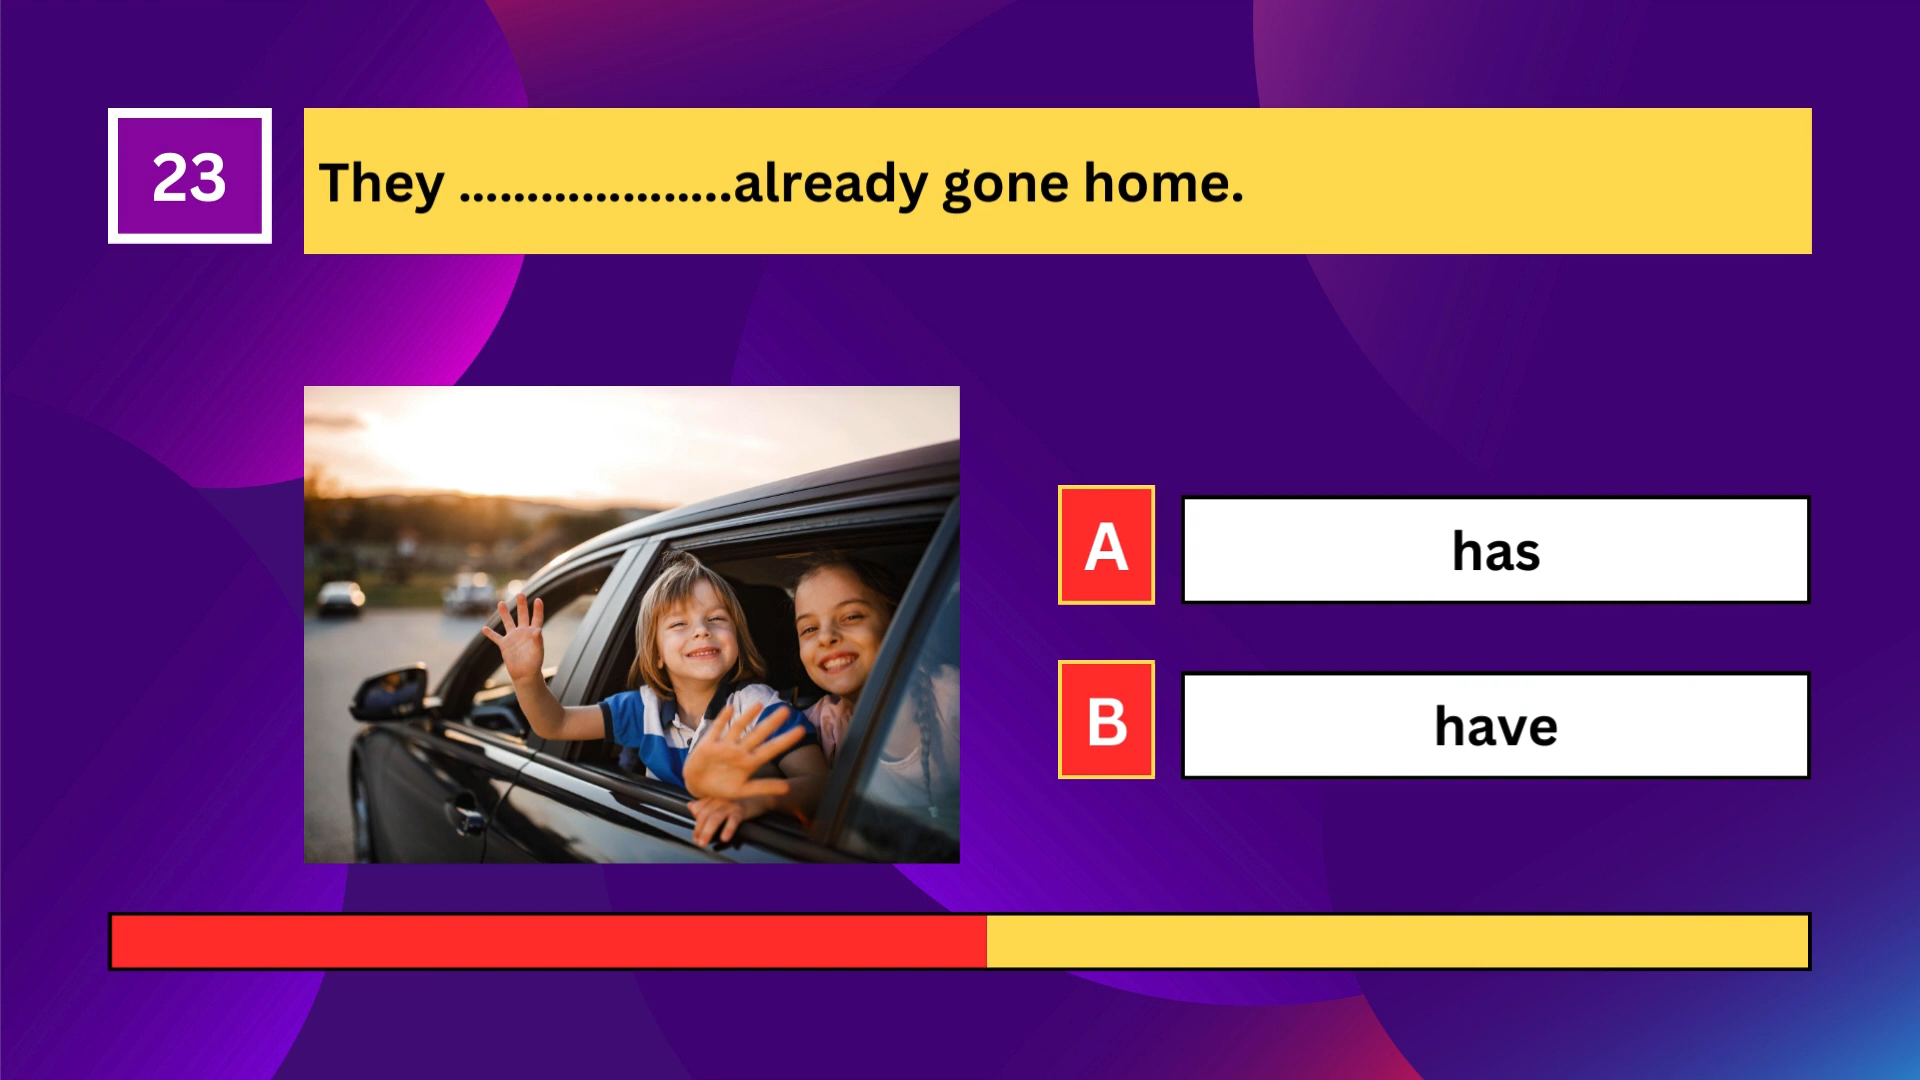 23
They ....................already gone home.
A
has
B
have